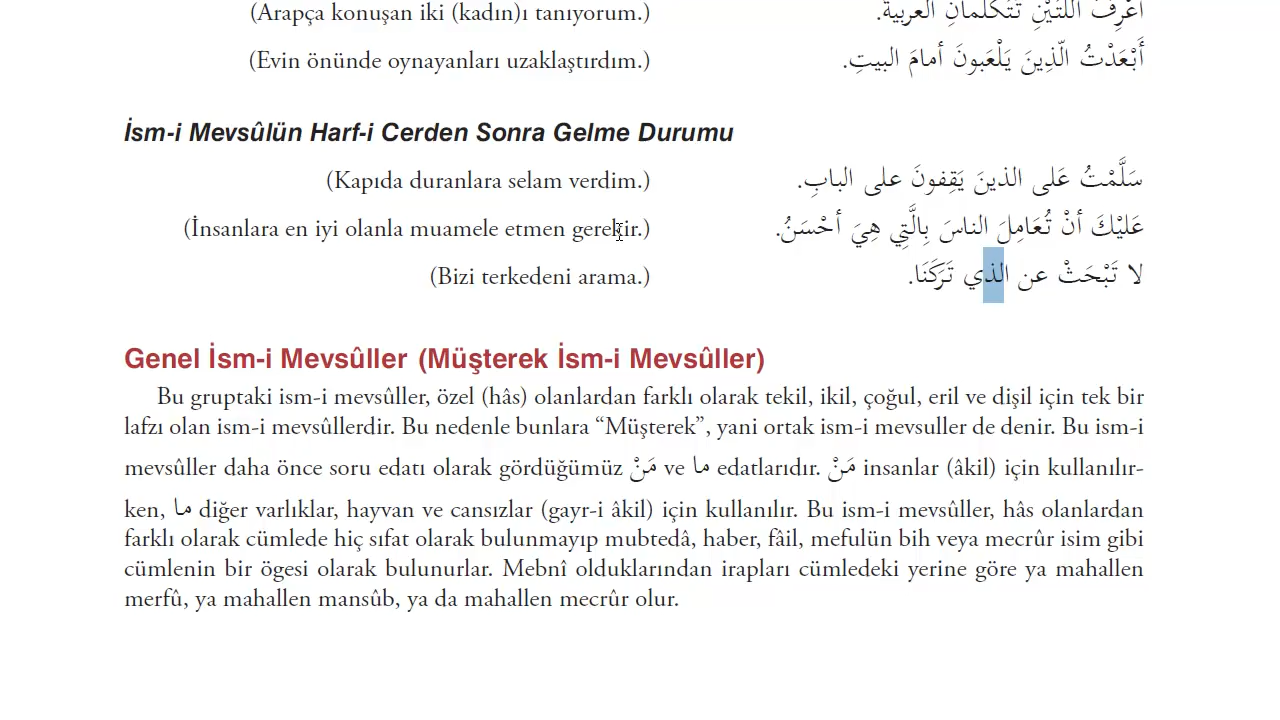 (Arapça konuşan iki (kadın)ı tanıyorum.) أَعْرِفُ اللَّتَيْنِ تَتَكَلَّمَانِ العربيةَ.
(Evin önünde oynayanları uzaklaştırdım.) أَبْعَدْتُ الَّذِينَ يَلْعَبونَ أمامَ البيتِ.
İsm-i Mevsûlün Harf-i Cerden Sonra Gelme Durumu
(Kapıda duranlara selam verdim.) سَلَّمْتُ عَلى الذينَ يَقِفونَ على البابِ.
(İnsanlara en iyi olanla muamele etmen gerekir.) عَليْكَ أنْ تُعَامِلَ الناسَ بِالَّتِي هِيَ أحْسَنُ.
(Bizi terkedeni arama.) لا تَبْحَثْ عن الذي تَرَكَنَا.
Genel İsm-i Mevsûller (Müşterek İsm-i Mevsûller)
Bu gruptaki ism-i mevsûller, özel (hâs) olanlardan farklı olarak tekil, ikil, çoğul, eril ve dişil için tek bir
lafzı olan ism-i mevsûllerdir. Bu nedenle bunlara “Müşterek”, yani ortak ism-i mevsuller de denir. Bu ism-i
mevsûller daha önce soru edatı olarak gördüğümüz مَنْ ve ما edatlarıdır. مَنْ insanlar (âkil) için kullanılır-
ken, ما diğer varlıklar, hayvan ve cansızlar (gayr-i âkil) için kullanılır. Bu ism-i mevsûller, hâs olanlardan
farklı olarak cümlede hiç sıfat olarak bulunmayıp mubtedâ, haber, fâil, mefulün bih veya mecrûr isim gibi
cümlenin bir ögesi olarak bulunurlar. Mebnî olduklarından irapları cümledeki yerine göre ya mahallen
merfû, ya mahallen mansûb, ya da mahallen mecrûr olur.